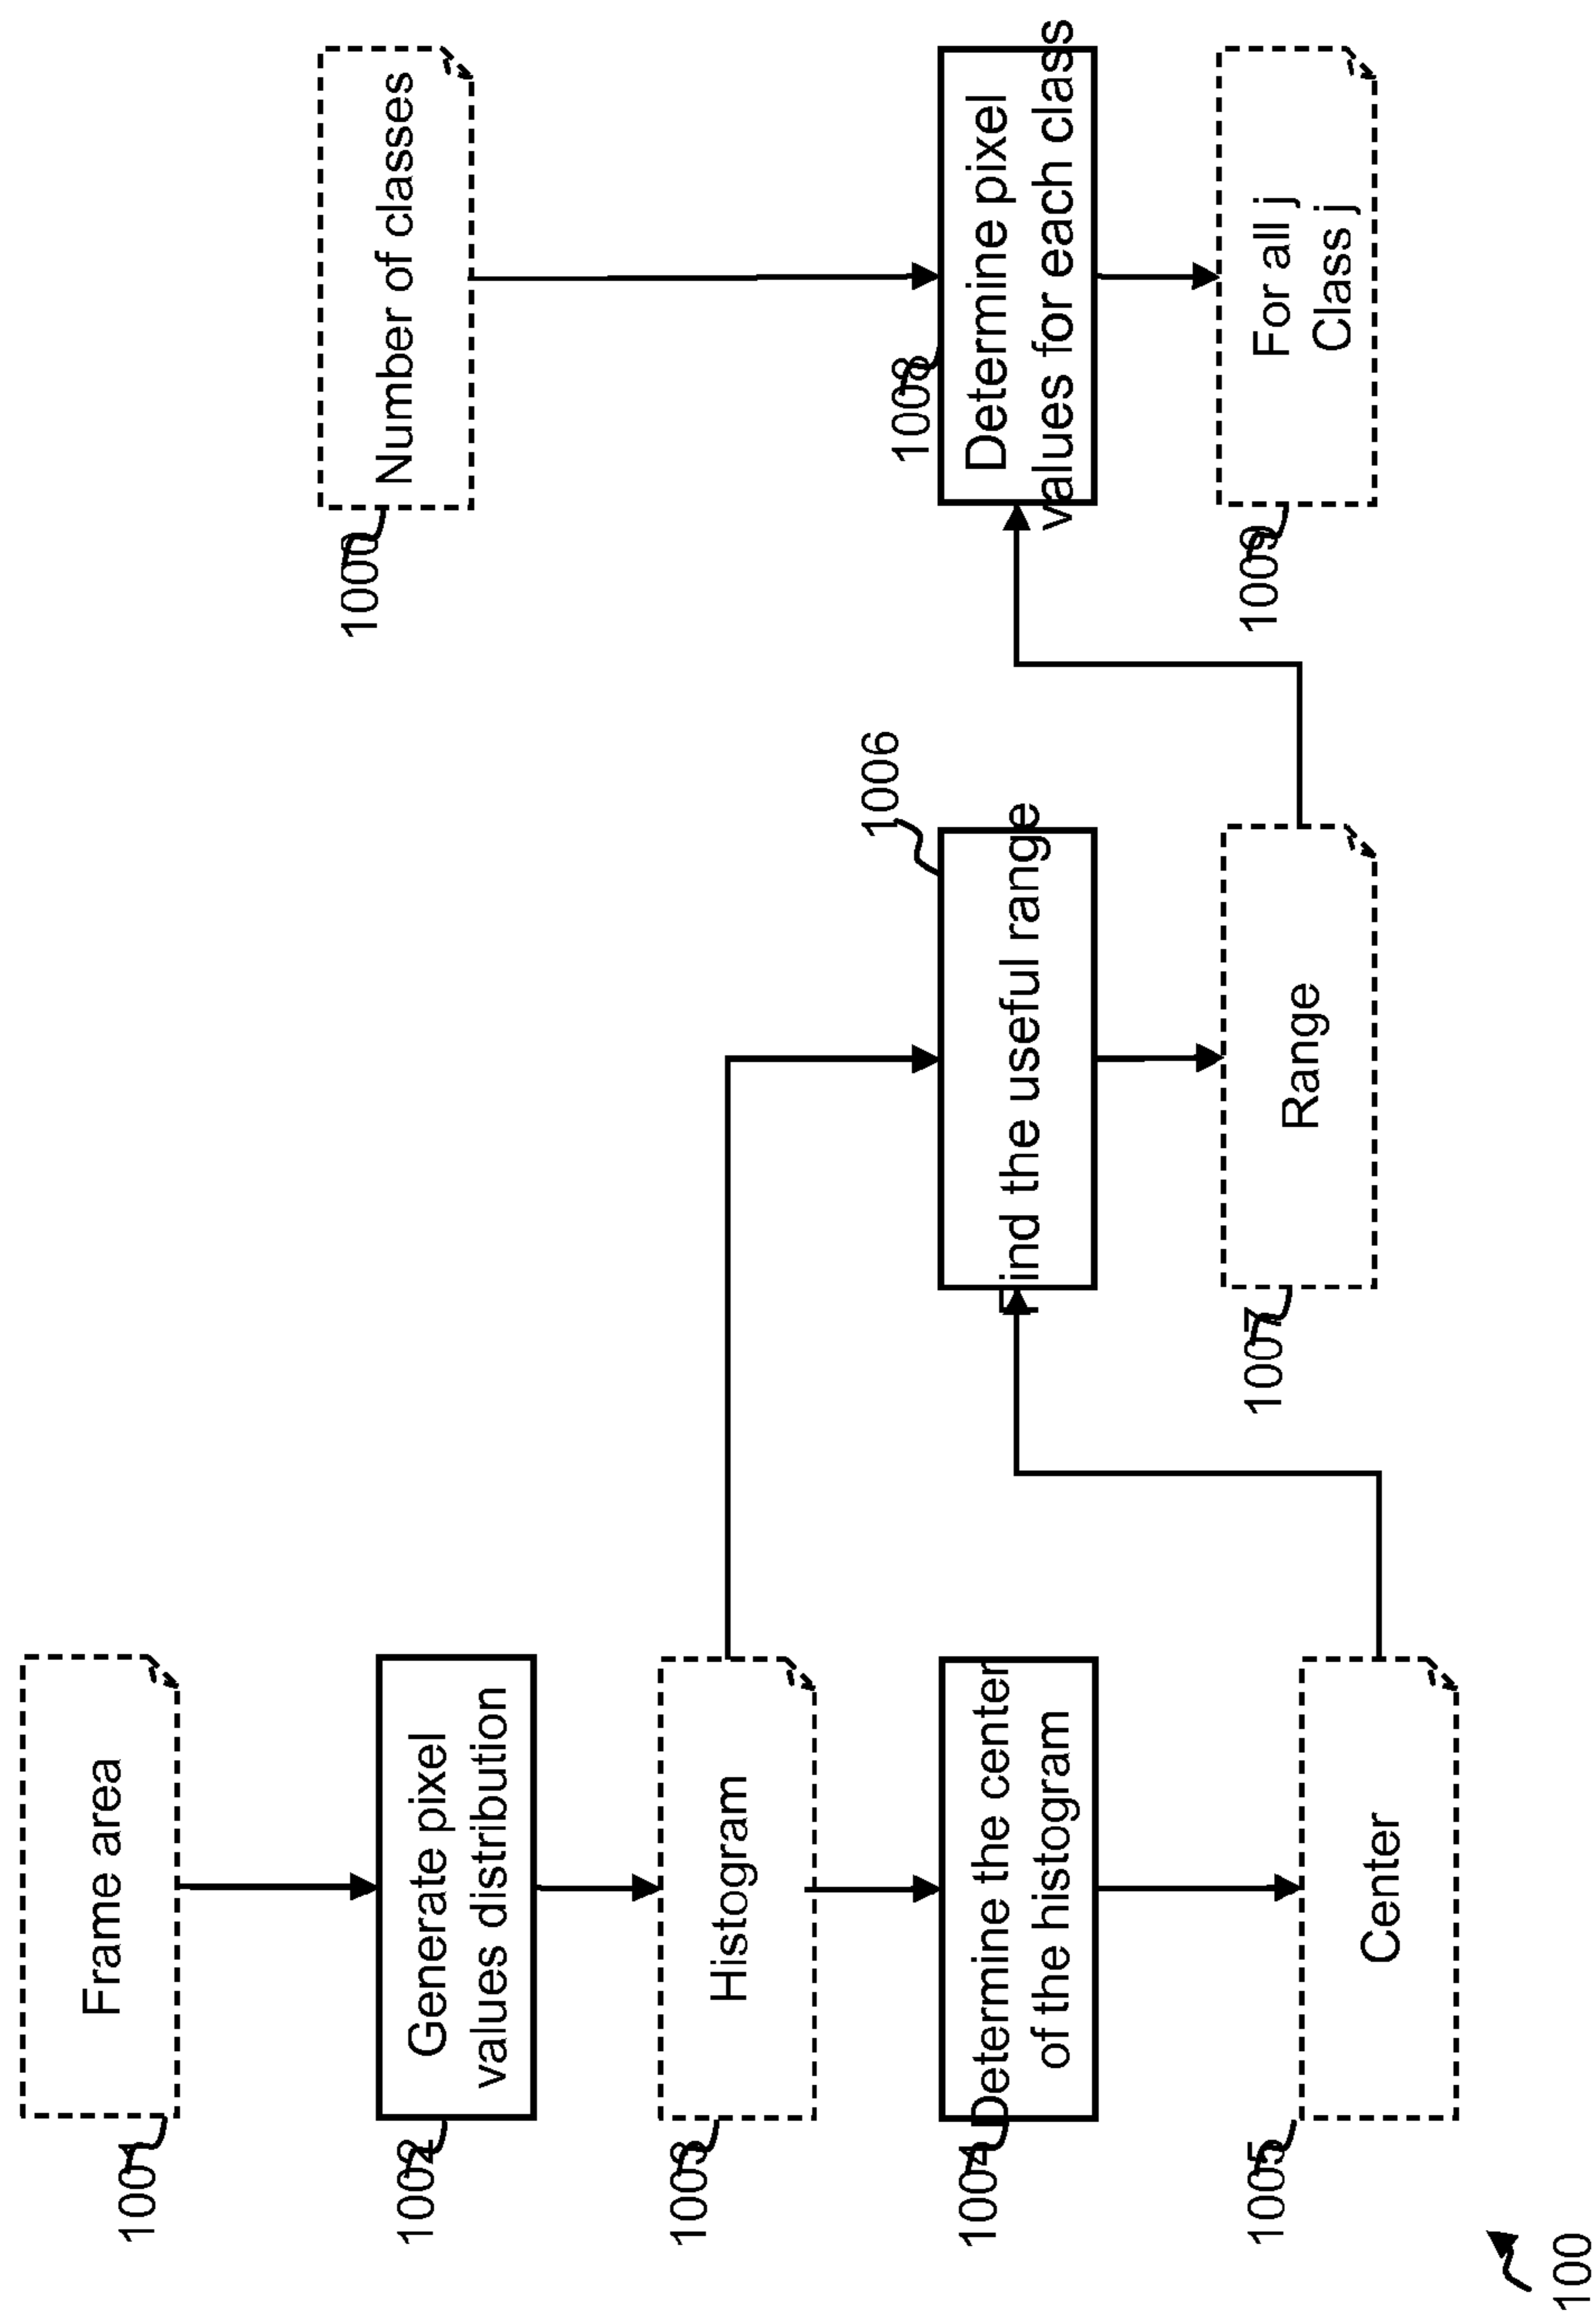 1001
Frame area
1002
Generate pixel
values distribution
1003
Histogram
1004
Determine the center
of the histogram
1005
Center
1006
Find the useful range
1007
Range
1000
Number of classes
1008
Determine pixel
values for each class
1009
For all j
Class j
100